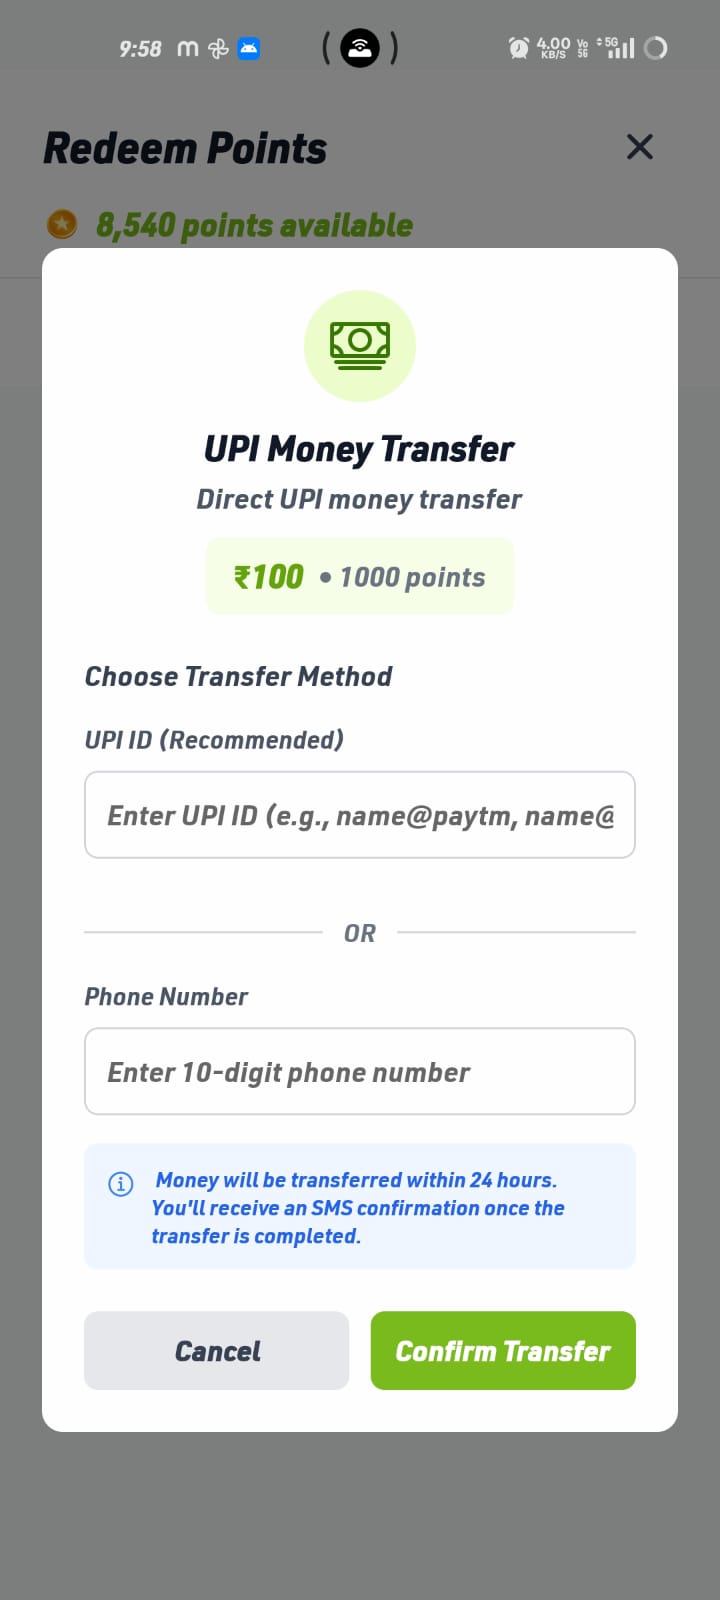 9:58 m 4.00 KB/S Vo 5G 5G
Redeem Points
8,540 points available
UPI Money Transfer
Direct UPI money transfer
₹100 • 1000 points
Choose Transfer Method
UPI ID (Recommended)
Enter UPI ID (e.g., name@paytm, name@
OR
Phone Number
Enter 10-digit phone number
Money will be transferred within 24 hours.
You'll receive an SMS confirmation once the
transfer is completed.
Cancel Confirm Transfer